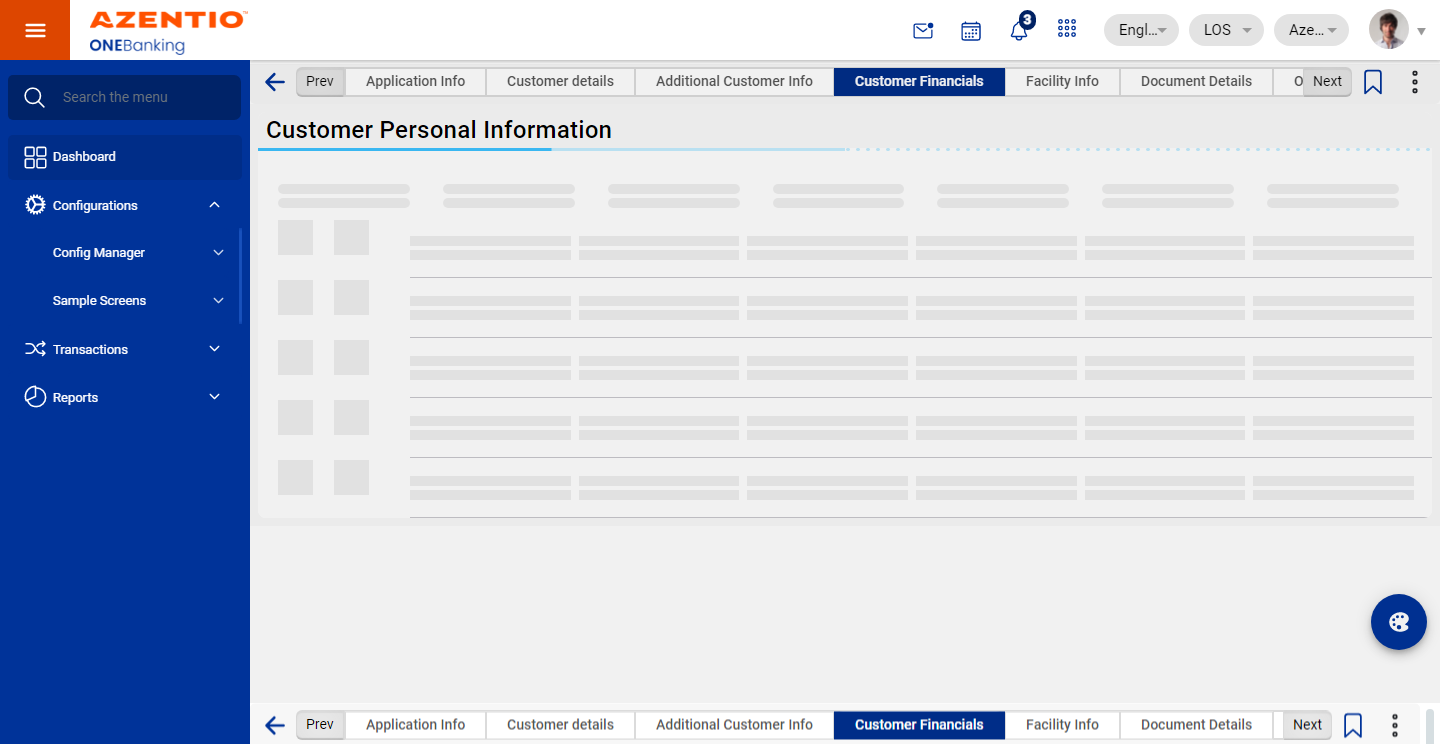 AZENTIO™
ONEBanking
3
Engl...
LOS
Aze...
Search the menu
Dashboard
Configurations
Config Manager
Sample Screens
Transactions
Reports
Prev Application Info Customer details Additional Customer Info Customer Financials Facility Info Document Details O Next
Customer Personal Information
Prev Application Info Customer details Additional Customer Info Customer Financials Facility Info Document Details Next